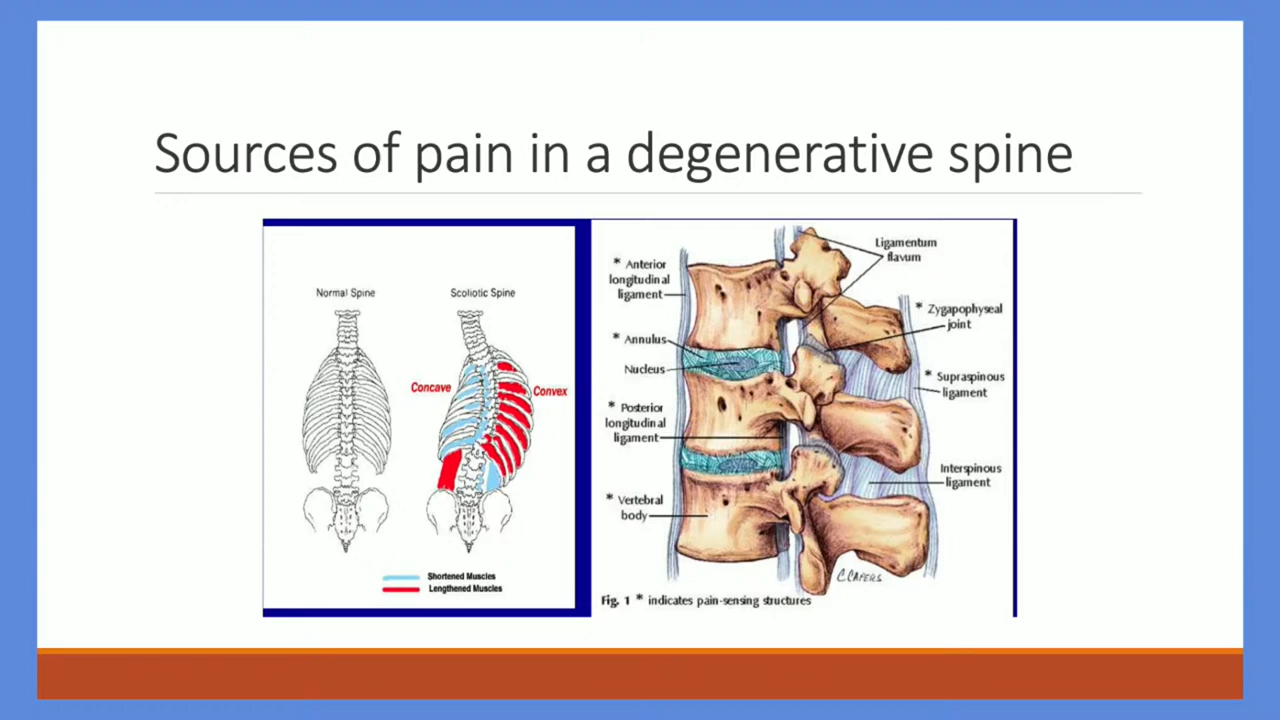 Sources of pain in a degenerative spine
Normal Spine
Scoliotic Spine
Concave
Convex
Shortened Muscles
Lengthened Muscles
* Anterior
longitudinal
ligament
* Annulus
Nucleus
* Posterior
longitudinal
ligament
* Vertebral
body
Ligamentum
flavum
* Zygapophyseal
joint
* Supraspinous
ligament
Interspinous
ligament
C CAPERS
Fig. 1 * indicates pain-sensing structures